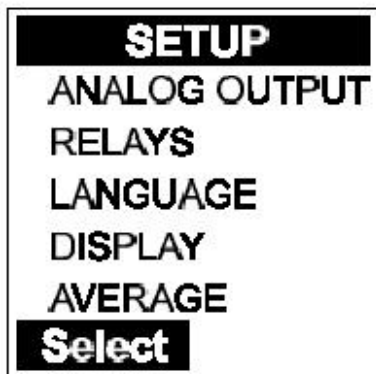 SETUP
ANALOG OUTPUT
RELAYS
LANGUAGE
DISPLAY
AVERAGE
Select